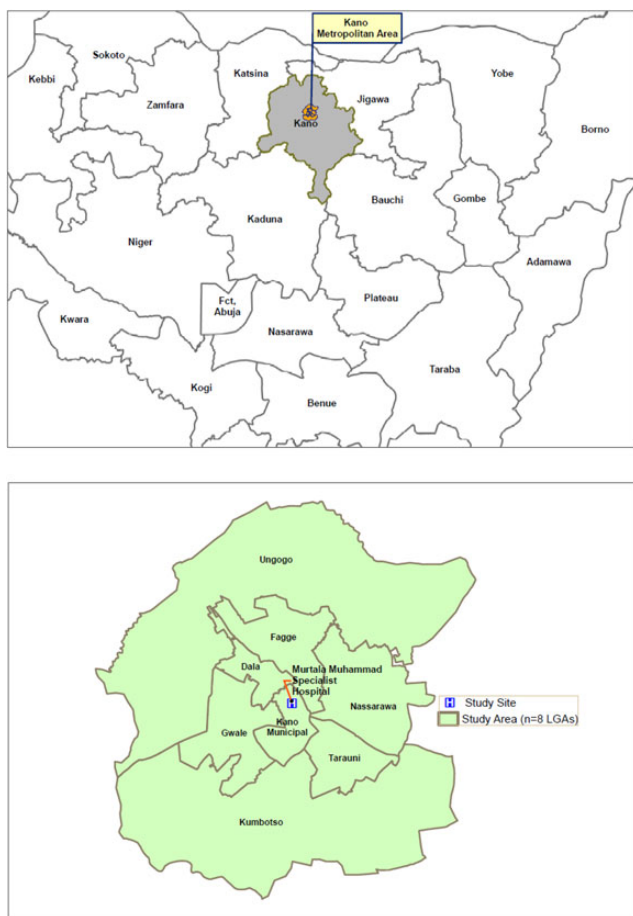 Kano
Metropolitan Area
Sokoto
Kebbi
Katsina
Yobe
Zamfara
Jigawa
Kano
Borno
Kaduna
Bauchi
Gombe
Niger
Adamawa
Fct,
Abuja
Plateau
Kwara
Nasarawa
Taraba
Kogi
Benue
Ungogo
Fagge
Dala
Murtala Muhammad
Specialist
Hospital
H
Study Site
Nassarawa
Study Area (n=8 LGAs)
Kano
Municipal
Gwale
Tarauni
Kumbotso